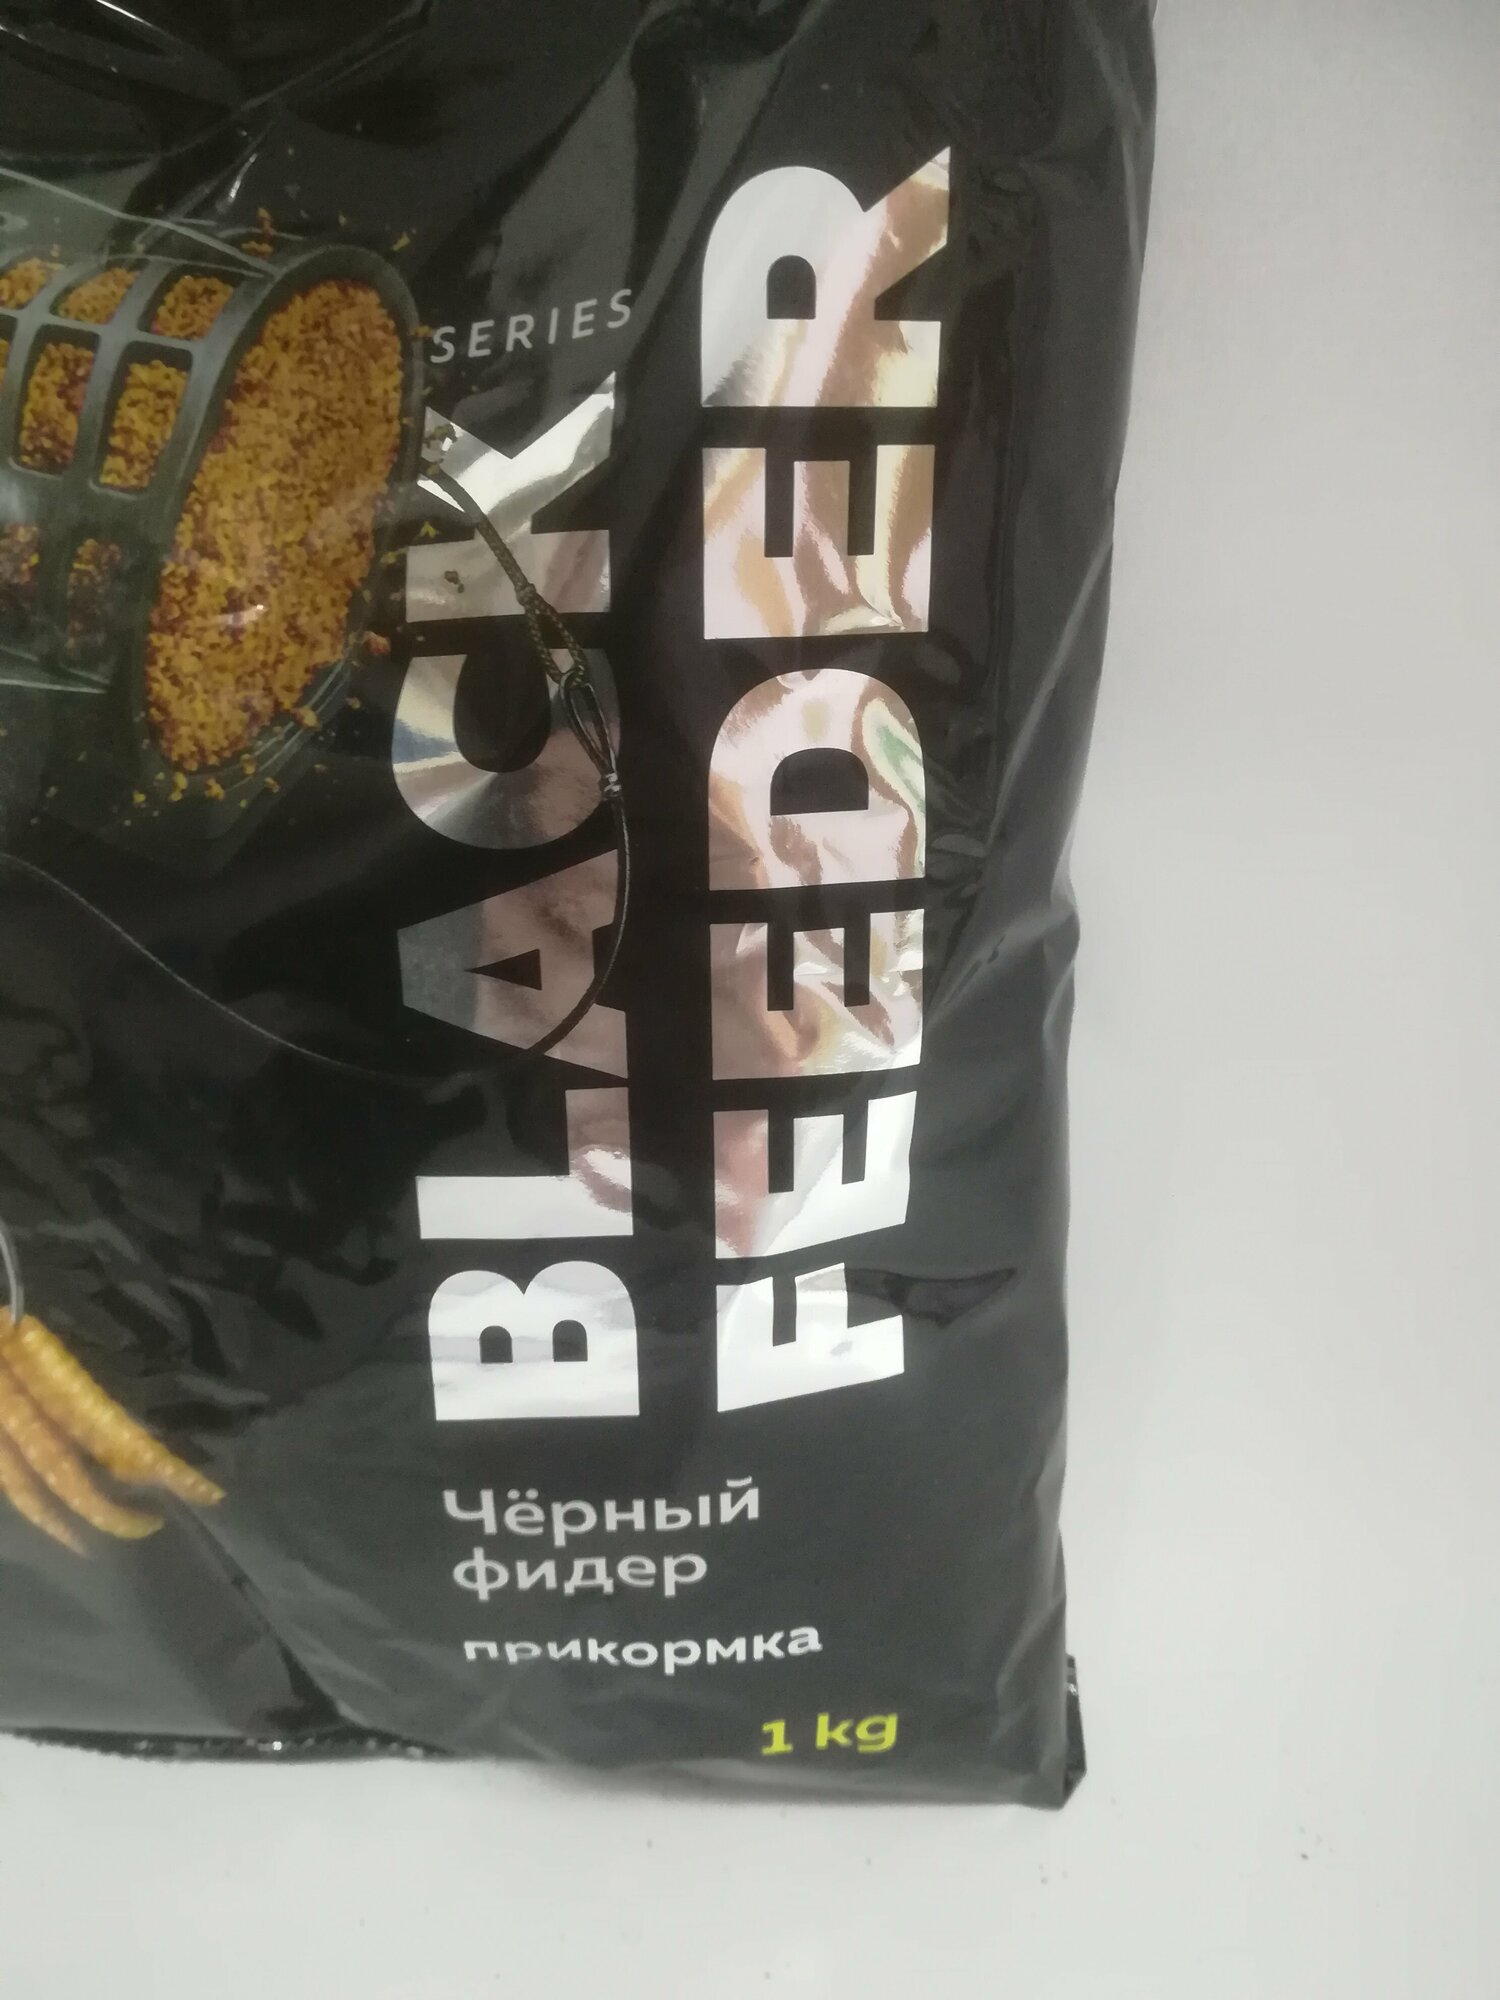 BLACK
SERIES
FEEDER
Чёрный
фидер
прикормка
1 kg